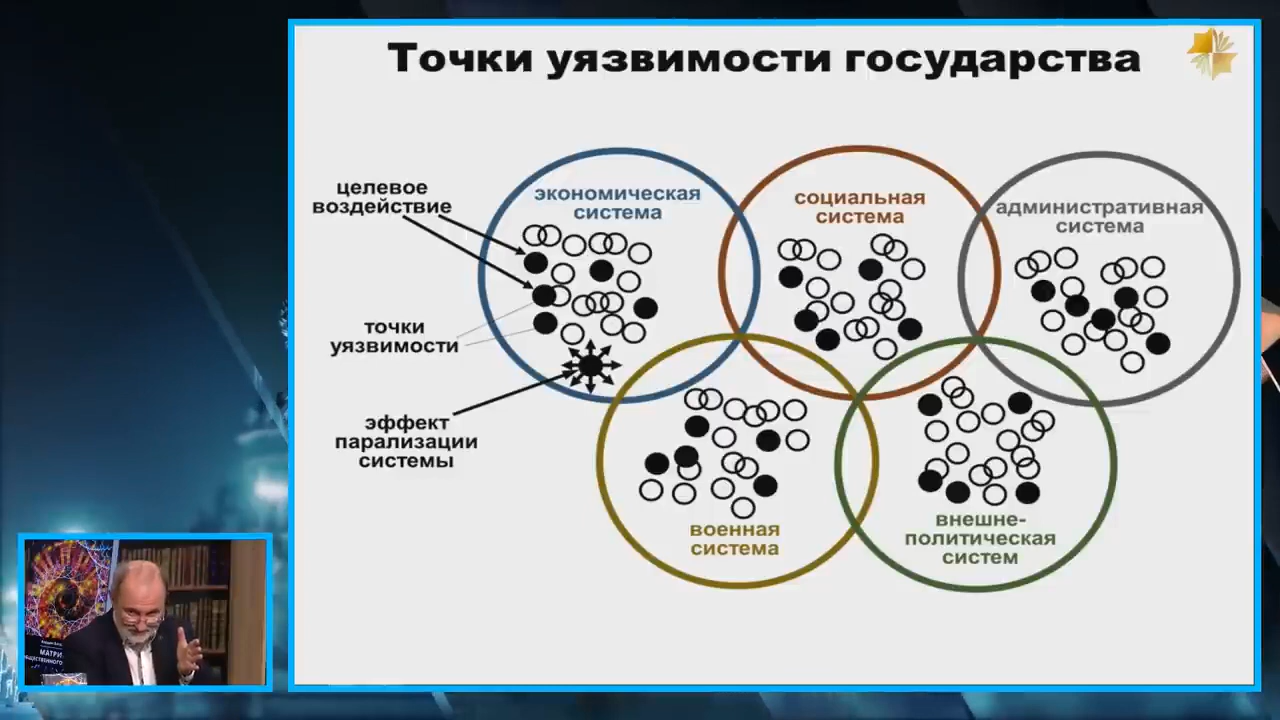 Точки уязвимости государства
целевое
воздействие
экономическая
система
социальная
система
административная
система
точки
уязвимости
эффект
парализации
системы
военная
система
внешне-
политическая
систем
МАТРИ